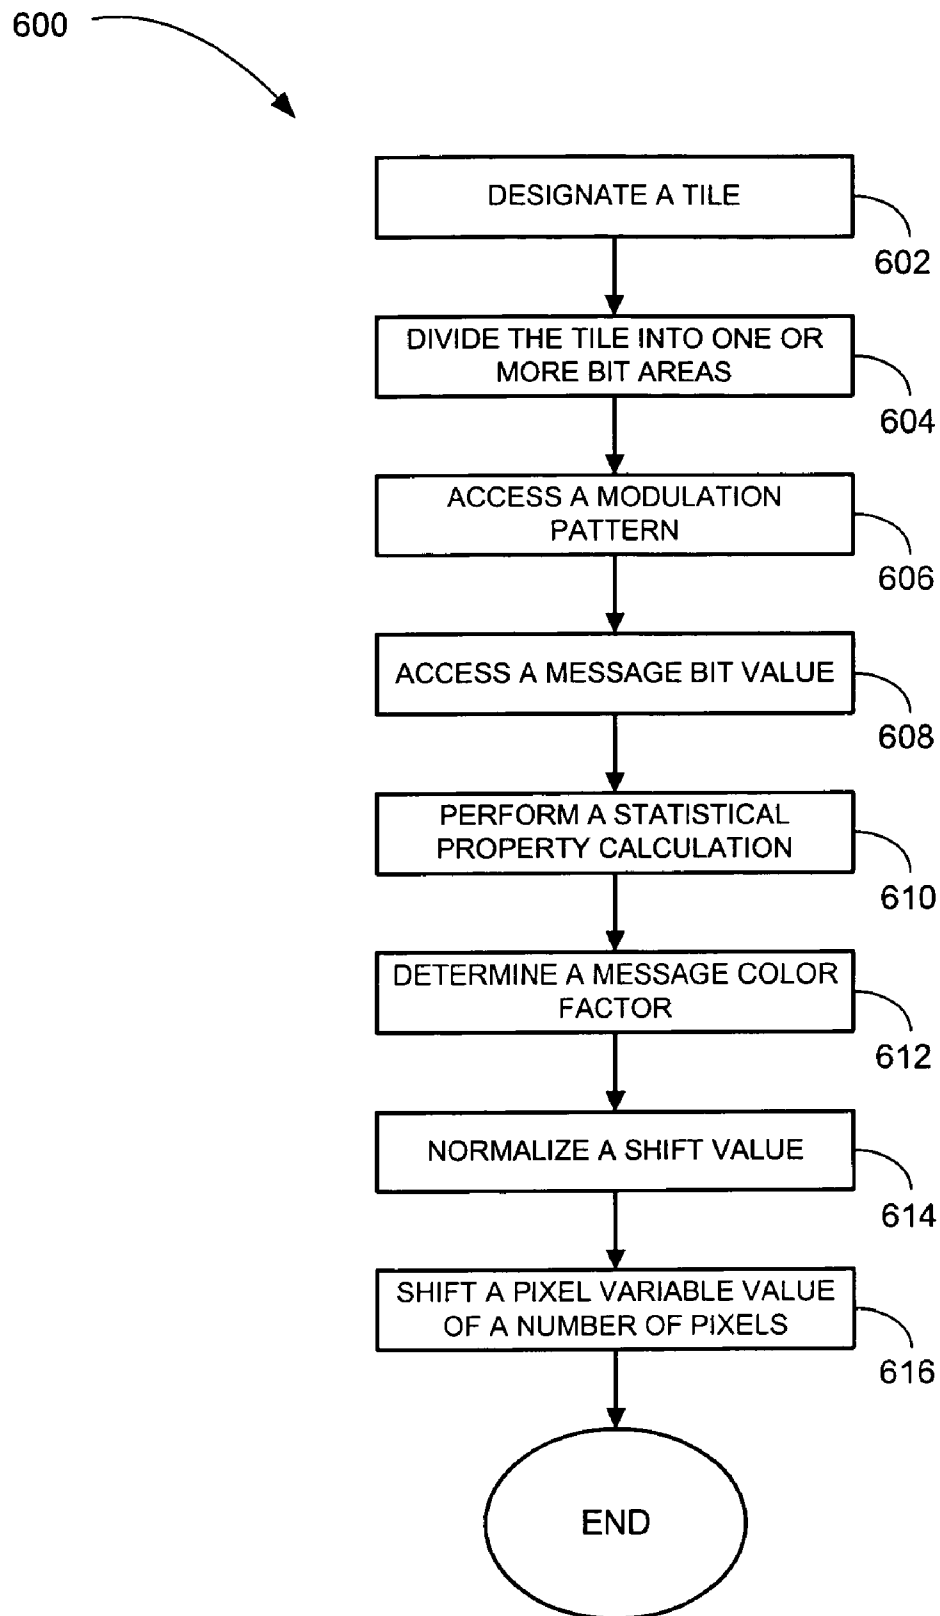 600
DESIGNATE A TILE
602
DIVIDE THE TILE INTO ONE OR
MORE BIT AREAS
604
ACCESS A MODULATION
PATTERN
606
ACCESS A MESSAGE BIT VALUE
608
PERFORM A STATISTICAL
PROPERTY CALCULATION
610
DETERMINE A MESSAGE COLOR
FACTOR
612
NORMALIZE A SHIFT VALUE
614
SHIFT A PIXEL VARIABLE VALUE
OF A NUMBER OF PIXELS
616
END